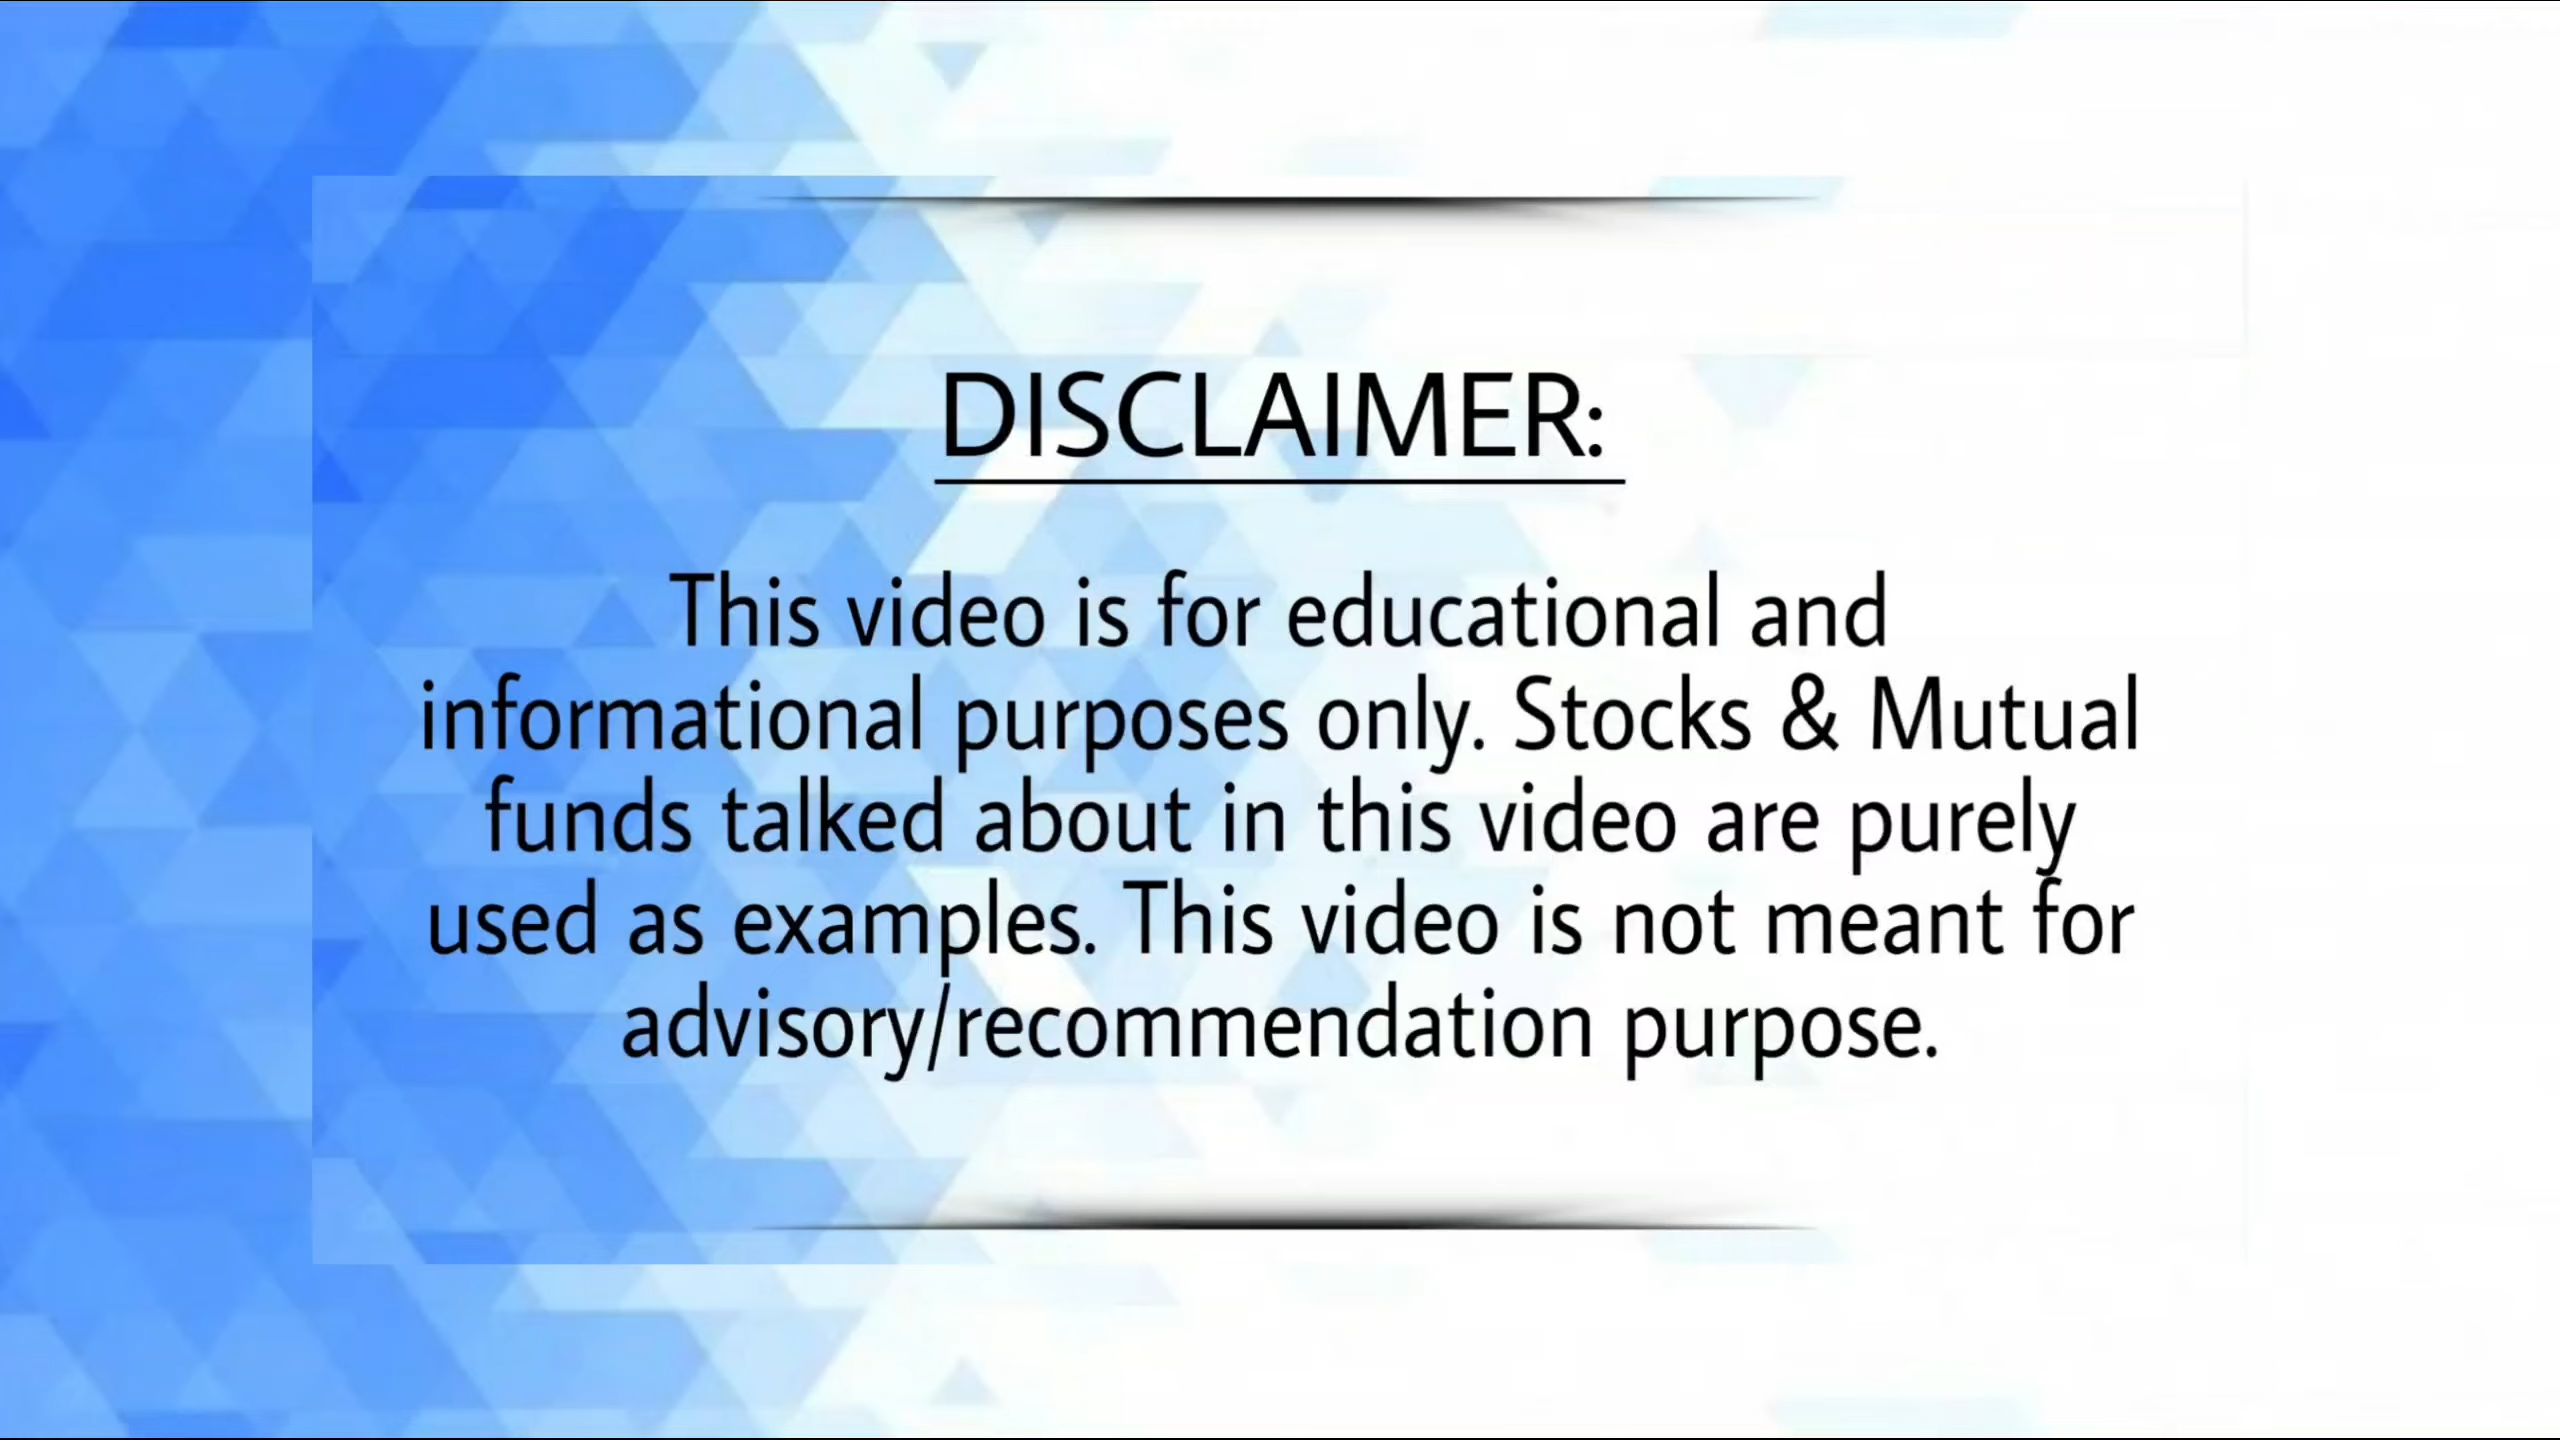 DISCLAIMER:
This video is for educational and
informational purposes only. Stocks & Mutual
funds talked about in this video are purely
used as examples. This video is not meant for
advisory/recommendation purpose.